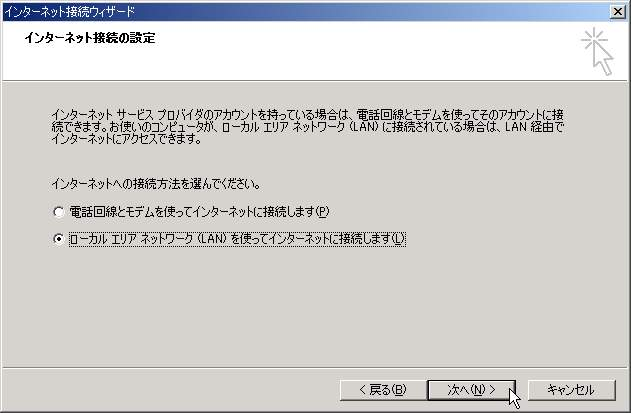 インターネット接続ウィザード
インターネット接続の設定
インターネット サービス プロバイダのアカウントを持っている場合は、電話回線とモデムを使ってそのアカウントに接
続できます。お使いのコンピュータが、ローカル エリア ネットワーク (LAN) に接続されている場合は、LAN 経由で
インターネットにアクセスできます。
インターネットへの接続方法を選んでください。
電話回線とモデムを使ってインターネットに接続します(P)
ローカル エリア ネットワーク (LAN) を使ってインターネットに接続します(L)
< 戻る(B)
次へ(N) >
キャンセル